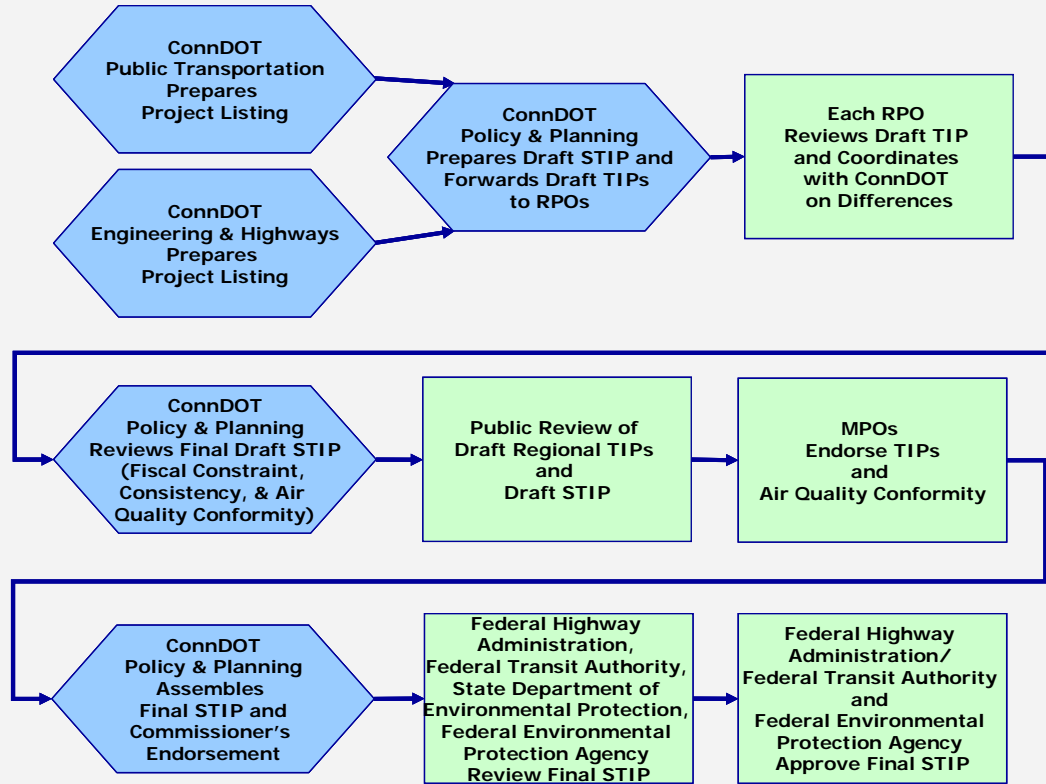 ConnDOT
Public Transportation
Prepares
Project Listing
ConnDOT
Engineering & Highways
Prepares
Project Listing
ConnDOT
Policy & Planning
Prepares Draft STIP and
Forwards Draft TIPs
to RPOs
Each RPO
Reviews Draft TIP
and Coordinates
with ConnDOT
on Differences
ConnDOT
Policy & Planning
Reviews Final Draft STIP
(Fiscal Constraint,
Consistency, & Air
Quality Conformity)
Public Review of
Draft Regional TIPs
and
Draft STIP
MPOs
Endorse TIPs
and
Air Quality Conformity
ConnDOT
Policy & Planning
Assembles
Final STIP and
Commissioner's
Endorsement
Federal Highway
Administration,
Federal Transit Authority,
State Department of
Environmental Protection,
Federal Environmental
Protection Agency
Review Final STIP
Federal Highway
Administration/
Federal Transit Authority
and
Federal Environmental
Protection Agency
Approve Final STIP